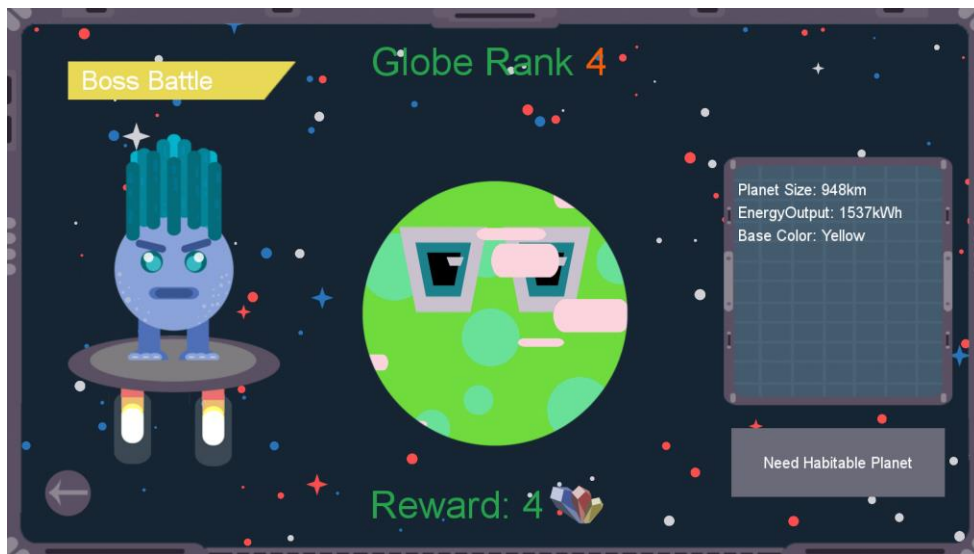 Boss Battle
Globe Rank 4
Planet Size: 948km
EnergyOutput: 1537kWh
Base Color: Yellow
Need Habitable Planet
Reward: 4